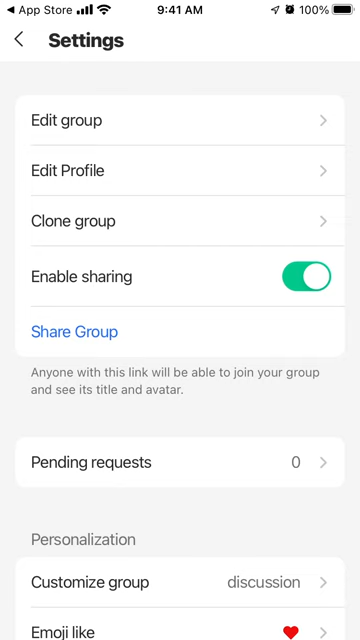 App Store 9:41 AM 100%
Settings
Edit group
Edit Profile
Clone group
Enable sharing
Share Group
Anyone with this link will be able to join your group
and see its title and avatar.
Pending requests 0
Personalization
Customize group discussion
Emoji like